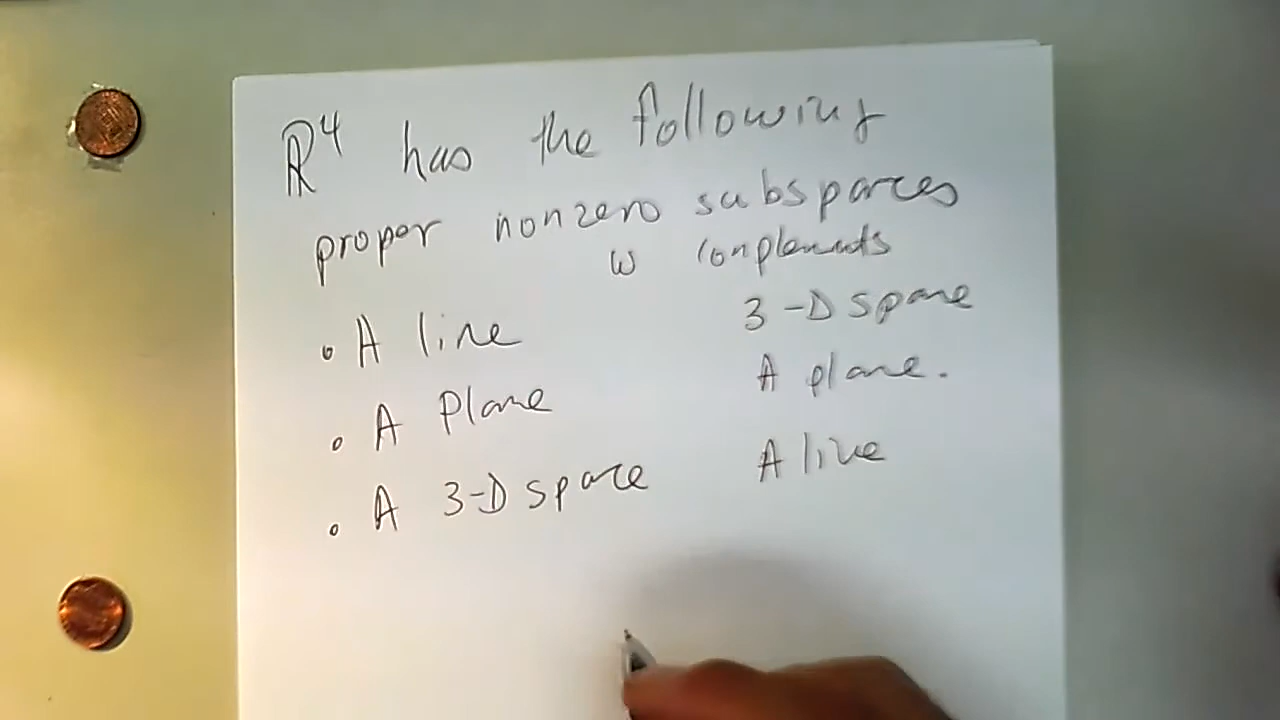 ℝ⁴ has the following
proper nonzero subspaces
w complements
• A line 3-D space
• A Plane A plane.
• A 3-D space A line